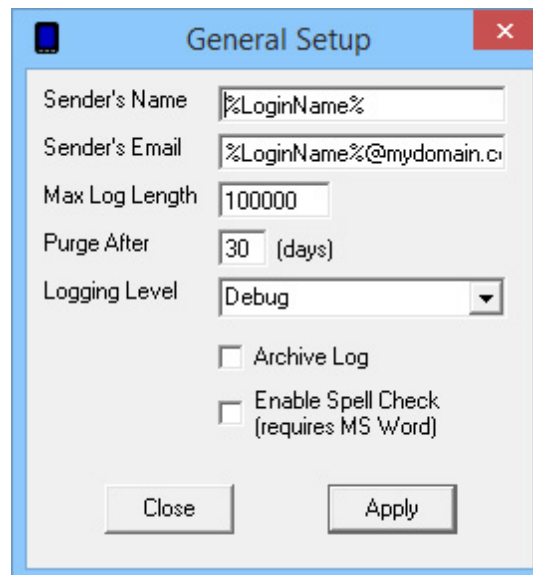 General Setup
Sender's Name %LoginName%
Sender's Email %LoginName%@mydomain.c
Max Log Length 100000
Purge After 30 (days)
Logging Level Debug
Archive Log
Enable Spell Check
(requires MS Word)
Close Apply